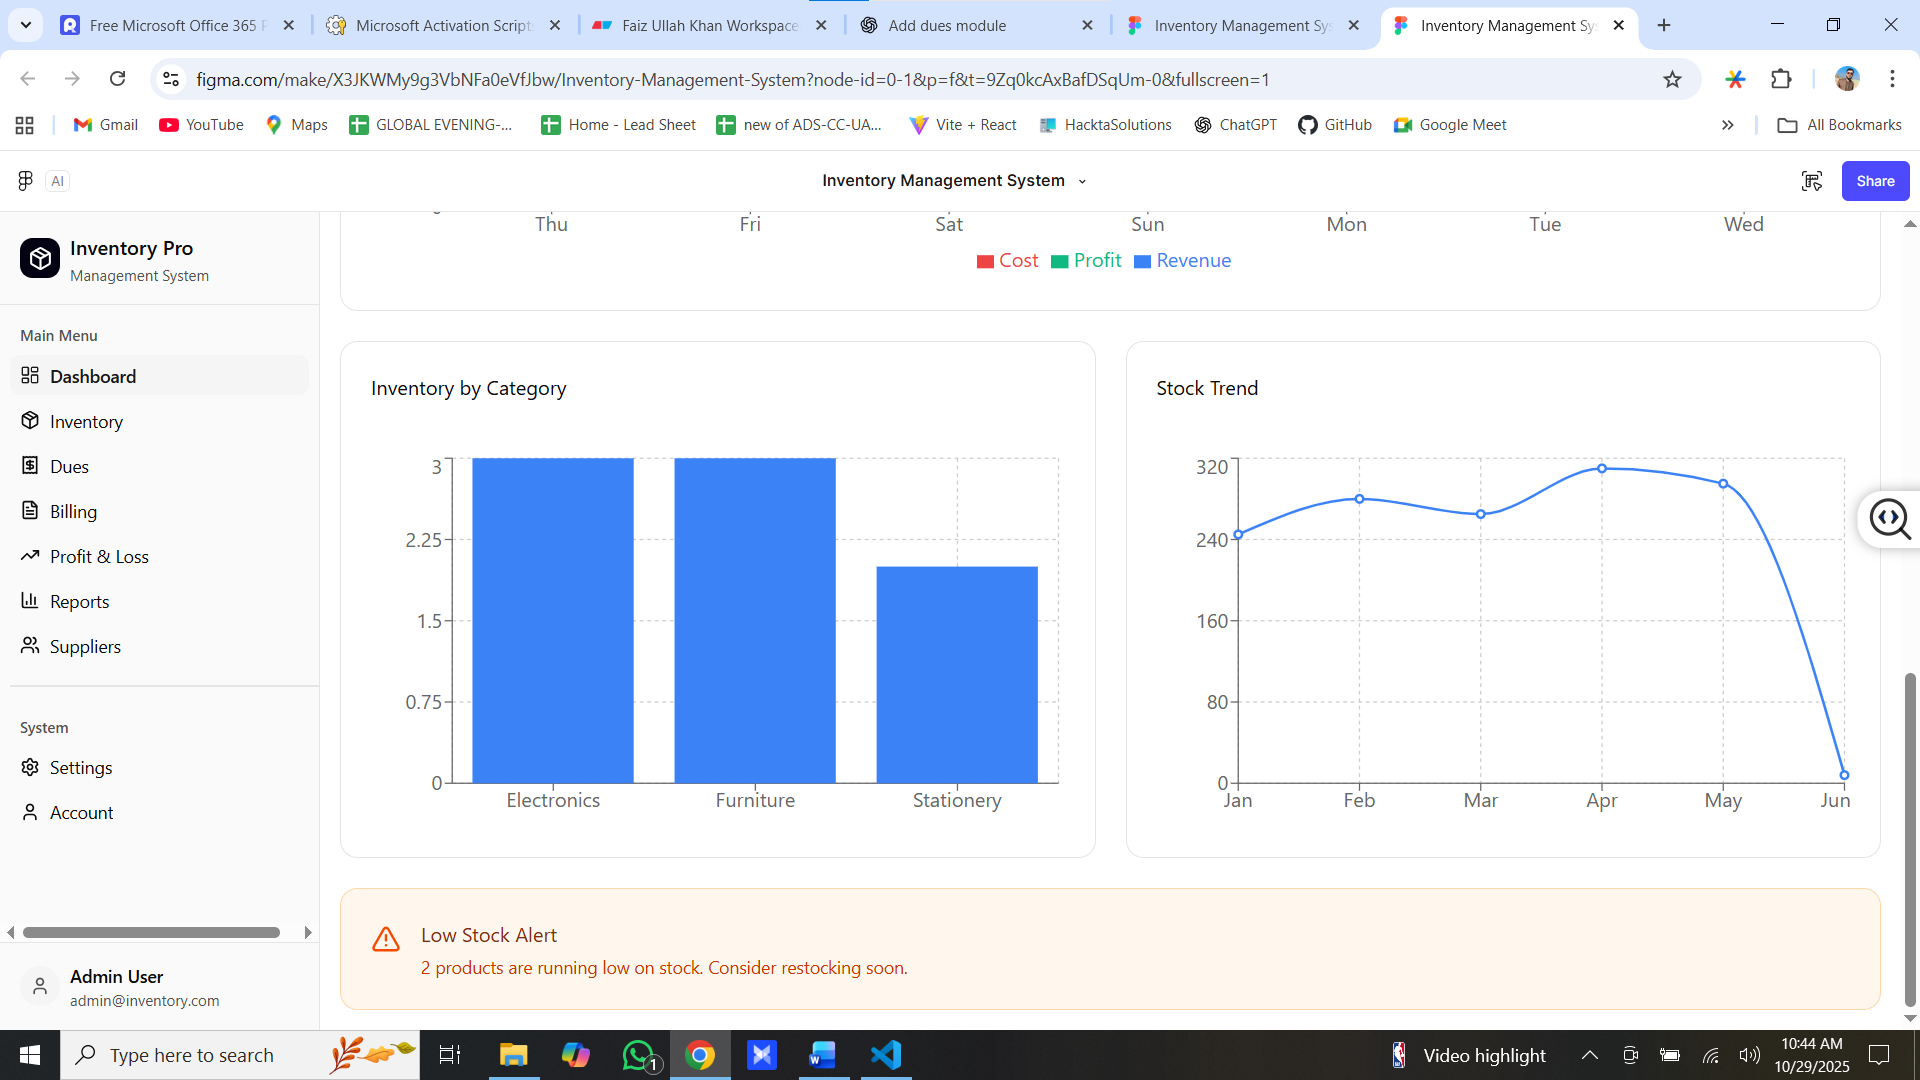 Free Microsoft Office 365 P
Microsoft Activation Scripts
Faiz Ullah Khan Workspace
Add dues module
Inventory Management Sys
Inventory Management Sys
figma.com/make/X3JKWMy9g3VbNFa0eVfJbw/Inventory-Management-System?node-id=0-1&p=f&t=9Zq0kcAxBafDSqUm-0&fullscreen=1
Gmail
YouTube
Maps
GLOBAL EVENING-...
Home - Lead Sheet
new of ADS-CC-UA...
Vite + React
HacktaSolutions
ChatGPT
GitHub
Google Meet
All Bookmarks
AI
Inventory Management System
Share
Inventory Pro
Management System
Main Menu
Dashboard
Inventory
Dues
Billing
Profit & Loss
Reports
Suppliers
System
Settings
Account
Admin User
admin@inventory.com
Thu Fri Sat Sun Mon Tue Wed
Cost Profit Revenue
Inventory by Category
3
2.25
1.5
0.75
0
Electronics Furniture Stationery
Stock Trend
320
240
160
80
0
Jan Feb Mar Apr May Jun
Low Stock Alert
2 products are running low on stock. Consider restocking soon.
Type here to search
1
Video highlight
10:44 AM
10/29/2025